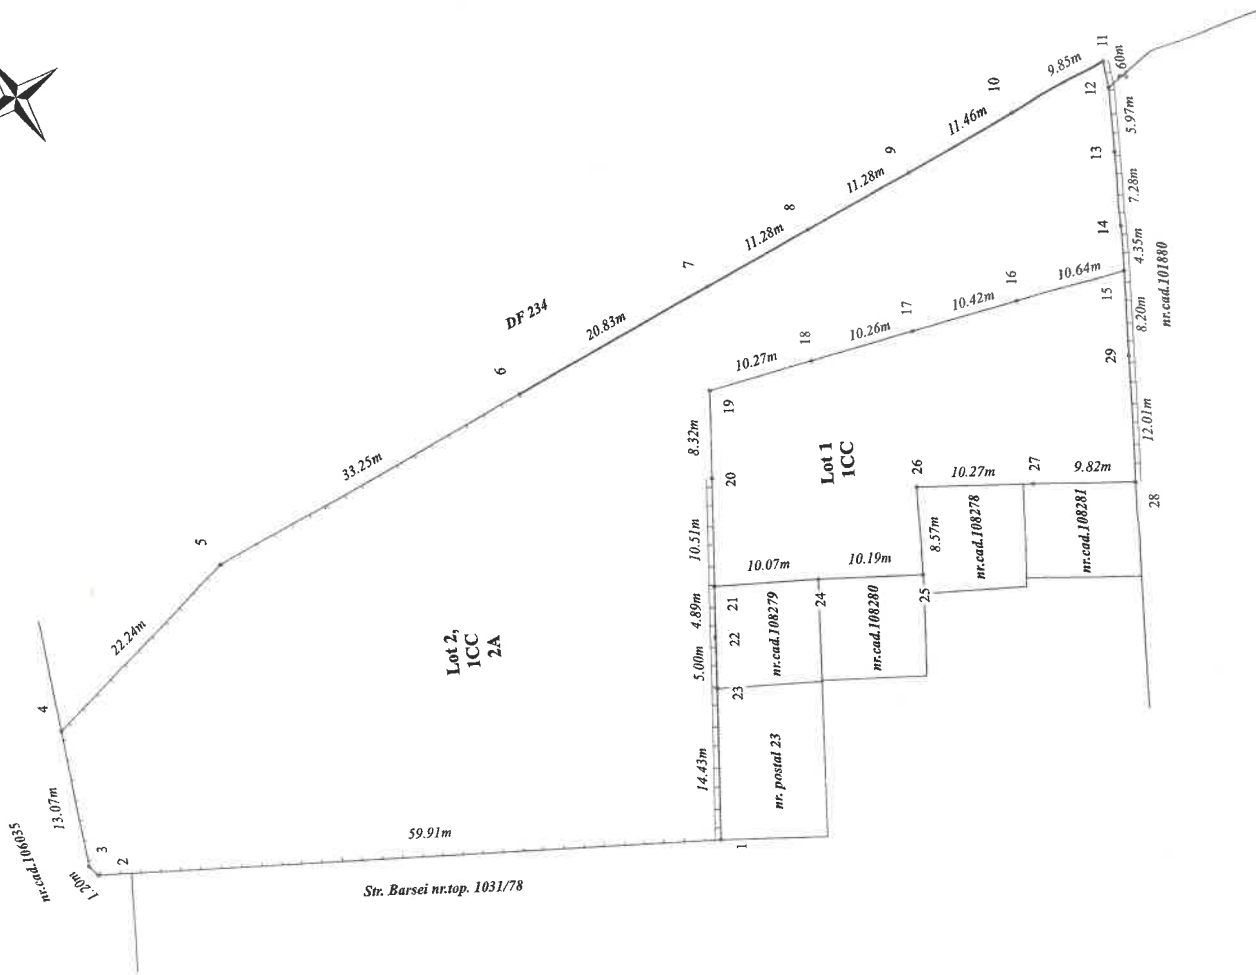 11
9.85m
10
12
60m
11.46m
5.97m
9
13
11.28m
7.28m
8
14
11.28m
4.35m
nr.cad.101880
7
10.64m
15
16
DF 234
20.83m
10.42m
8.20m
17
10.26m
18
10.27m
29
6
19
12.01m
8.32m
Lot 1
1CC
33.25m
20
26
10.27m
27
9.82m
28
10.51m
8.57m
nr.cad.108278
nr.cad.108281
5
10.07m
10.19m
21
24
25
4.89m
22
nr.cad.108279
nr.cad.108280
22.24m
Lot 2,
1CC
2A
5.00m
23
4
14.43m
nr. postal 23
13.07m
nr.cad.106035
3
2
1.20m
59.91m
1
Str. Barsei nr.top. 1031/78